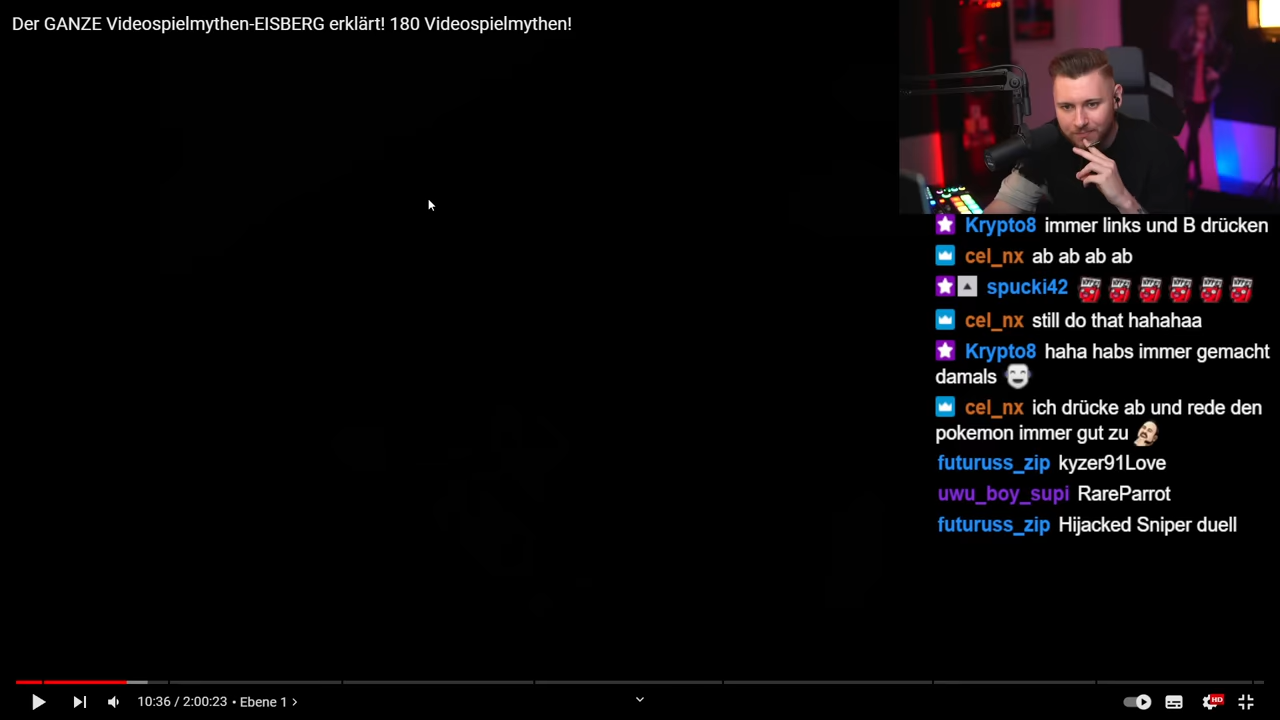 Der GANZE Videospielmythen-EISBERG erklärt! 180 Videospielmythen!
Krypto8 immer links und B drücken
cel_nx ab ab ab ab
spucki42
cel_nx still do that hahahaa
Krypto8 haha habs immer gemacht
damals
cel_nx ich drücke ab und rede den
pokemon immer gut zu
futuruss_zip kyzer91Love
uwu_boy_supi RareParrot
futuruss_zip Hijacked Sniper duell
10:36 / 2:00:23 • Ebene 1 ›
HD